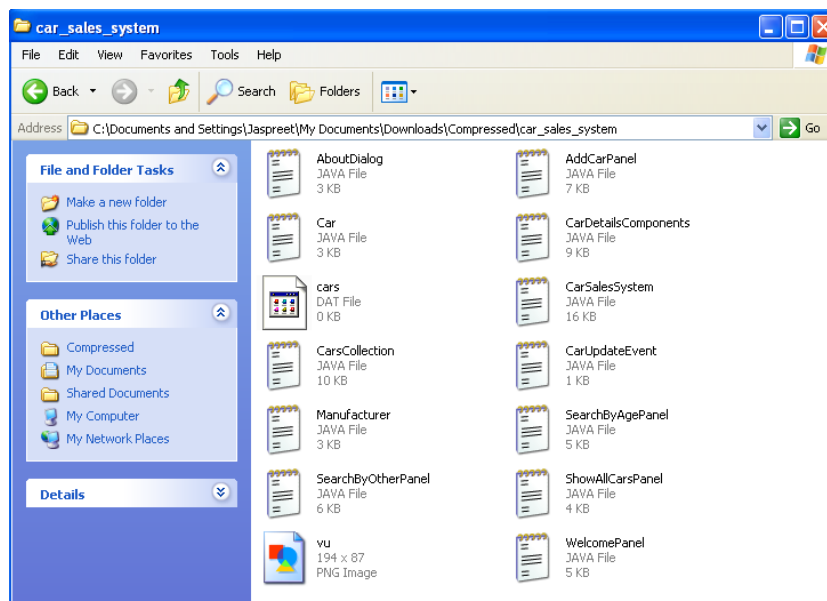 car_sales_system
File Edit View Favorites Tools Help
Back Search Folders
Address C:\Documents and Settings\Jaspreet\My Documents\Downloads\Compressed\car_sales_system Go
File and Folder Tasks
Make a new folder
Publish this folder to the
Web
Share this folder
Other Places
Compressed
My Documents
Shared Documents
My Computer
My Network Places
Details
AboutDialog
JAVA File
3 KB
AddCarPanel
JAVA File
7 KB
Car
JAVA File
3 KB
CarDetailsComponents
JAVA File
9 KB
cars
DAT File
0 KB
CarSalesSystem
JAVA File
16 KB
CarsCollection
JAVA File
10 KB
CarUpdateEvent
JAVA File
1 KB
Manufacturer
JAVA File
3 KB
SearchByAgePanel
JAVA File
5 KB
SearchByOtherPanel
JAVA File
6 KB
ShowAllCarsPanel
JAVA File
4 KB
vu
194 x 87
PNG Image
WelcomePanel
JAVA File
5 KB